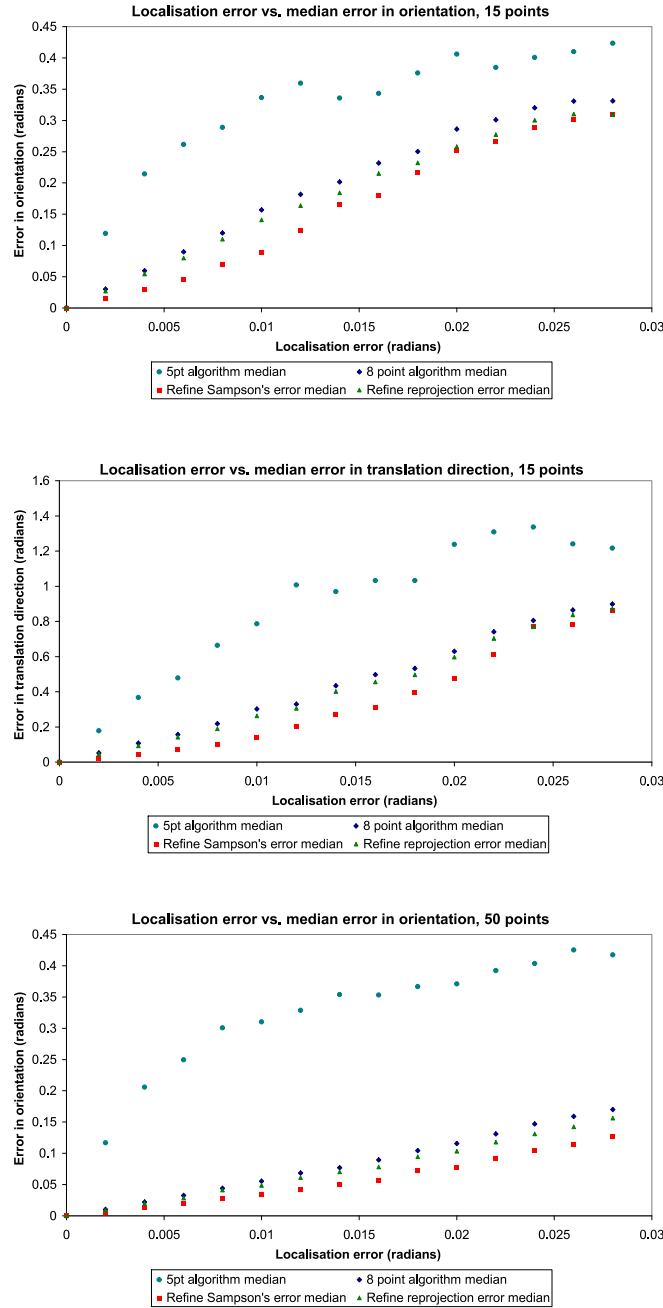 Localisation error vs. median error in orientation, 15 points
0.45
0.4
0.35
0.3
0.25
0.2
0.15
0.1
0.05
0
Error in orientation (radians)
0 0.005 0.01 0.015 0.02 0.025 0.03
Localisation error (radians)
5pt algorithm median 8 point algorithm median
Refine Sampson's error median Refine reprojection error median
Localisation error vs. median error in translation direction, 15 points
1.6
1.4
1.2
1
0.8
0.6
0.4
0.2
0
Error in translation direction (radians)
0 0.005 0.01 0.015 0.02 0.025 0.03
Localisation error (radians)
5pt algorithm median 8 point algorithm median
Refine Sampson's error median Refine reprojection error median
Localisation error vs. median error in orientation, 50 points
0.45
0.4
0.35
0.3
0.25
0.2
0.15
0.1
0.05
0
Error in orientation (radians)
0 0.005 0.01 0.015 0.02 0.025 0.03
Localisation error (radians)
5pt algorithm median 8 point algorithm median
Refine Sampson's error median Refine reprojection error median